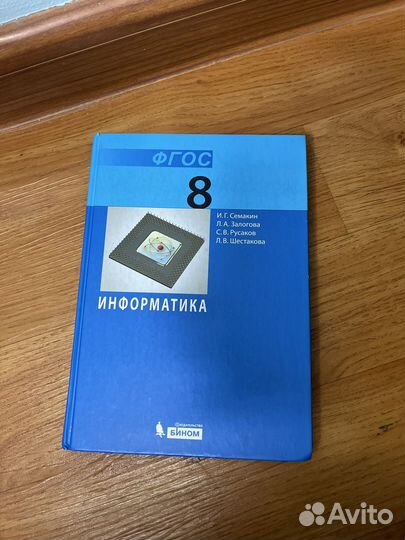 ФГОС
8
И. Г. Семакин
Л. А. Залогова
С. В. Русаков
Л. В. Шестакова
ИНФОРМАТИКА
Издательство
БИНОМ
Avito